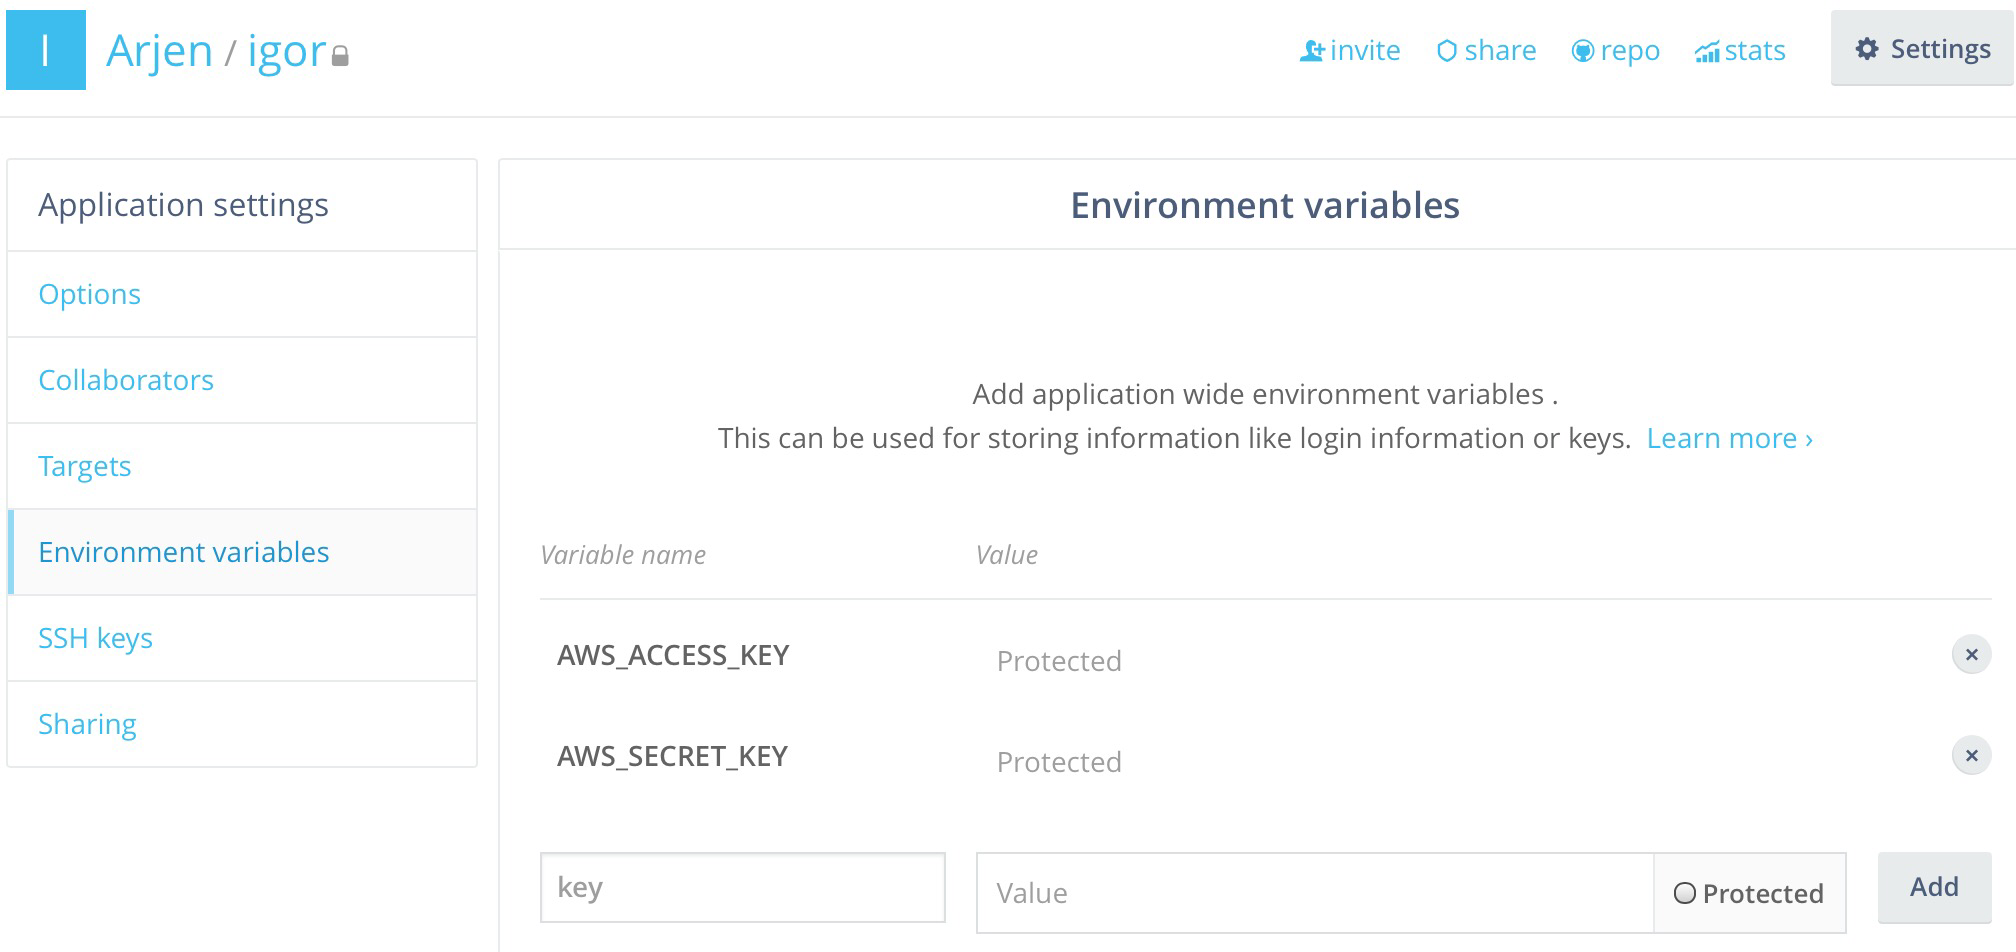 I Arjen / igor invite share repo stats Settings
Application settings
Options
Collaborators
Targets
Environment variables
SSH keys
Sharing
Environment variables
Add application wide environment variables .
This can be used for storing information like login information or keys. Learn more ›
Variable name Value
AWS_ACCESS_KEY Protected ×
AWS_SECRET_KEY Protected ×
key Value Protected Add